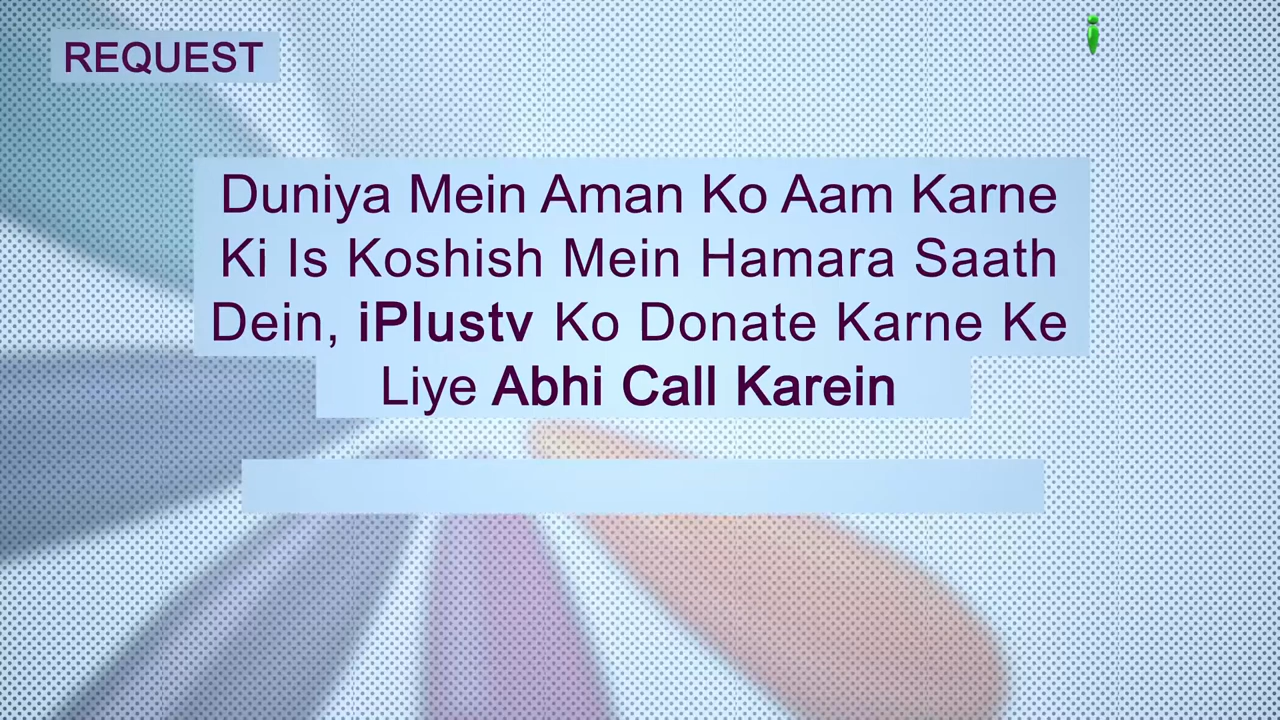 REQUEST
Duniya Mein Aman Ko Aam Karne
Ki Is Koshish Mein Hamara Saath
Dein, iPlustv Ko Donate Karne Ke
Liye Abhi Call Karein